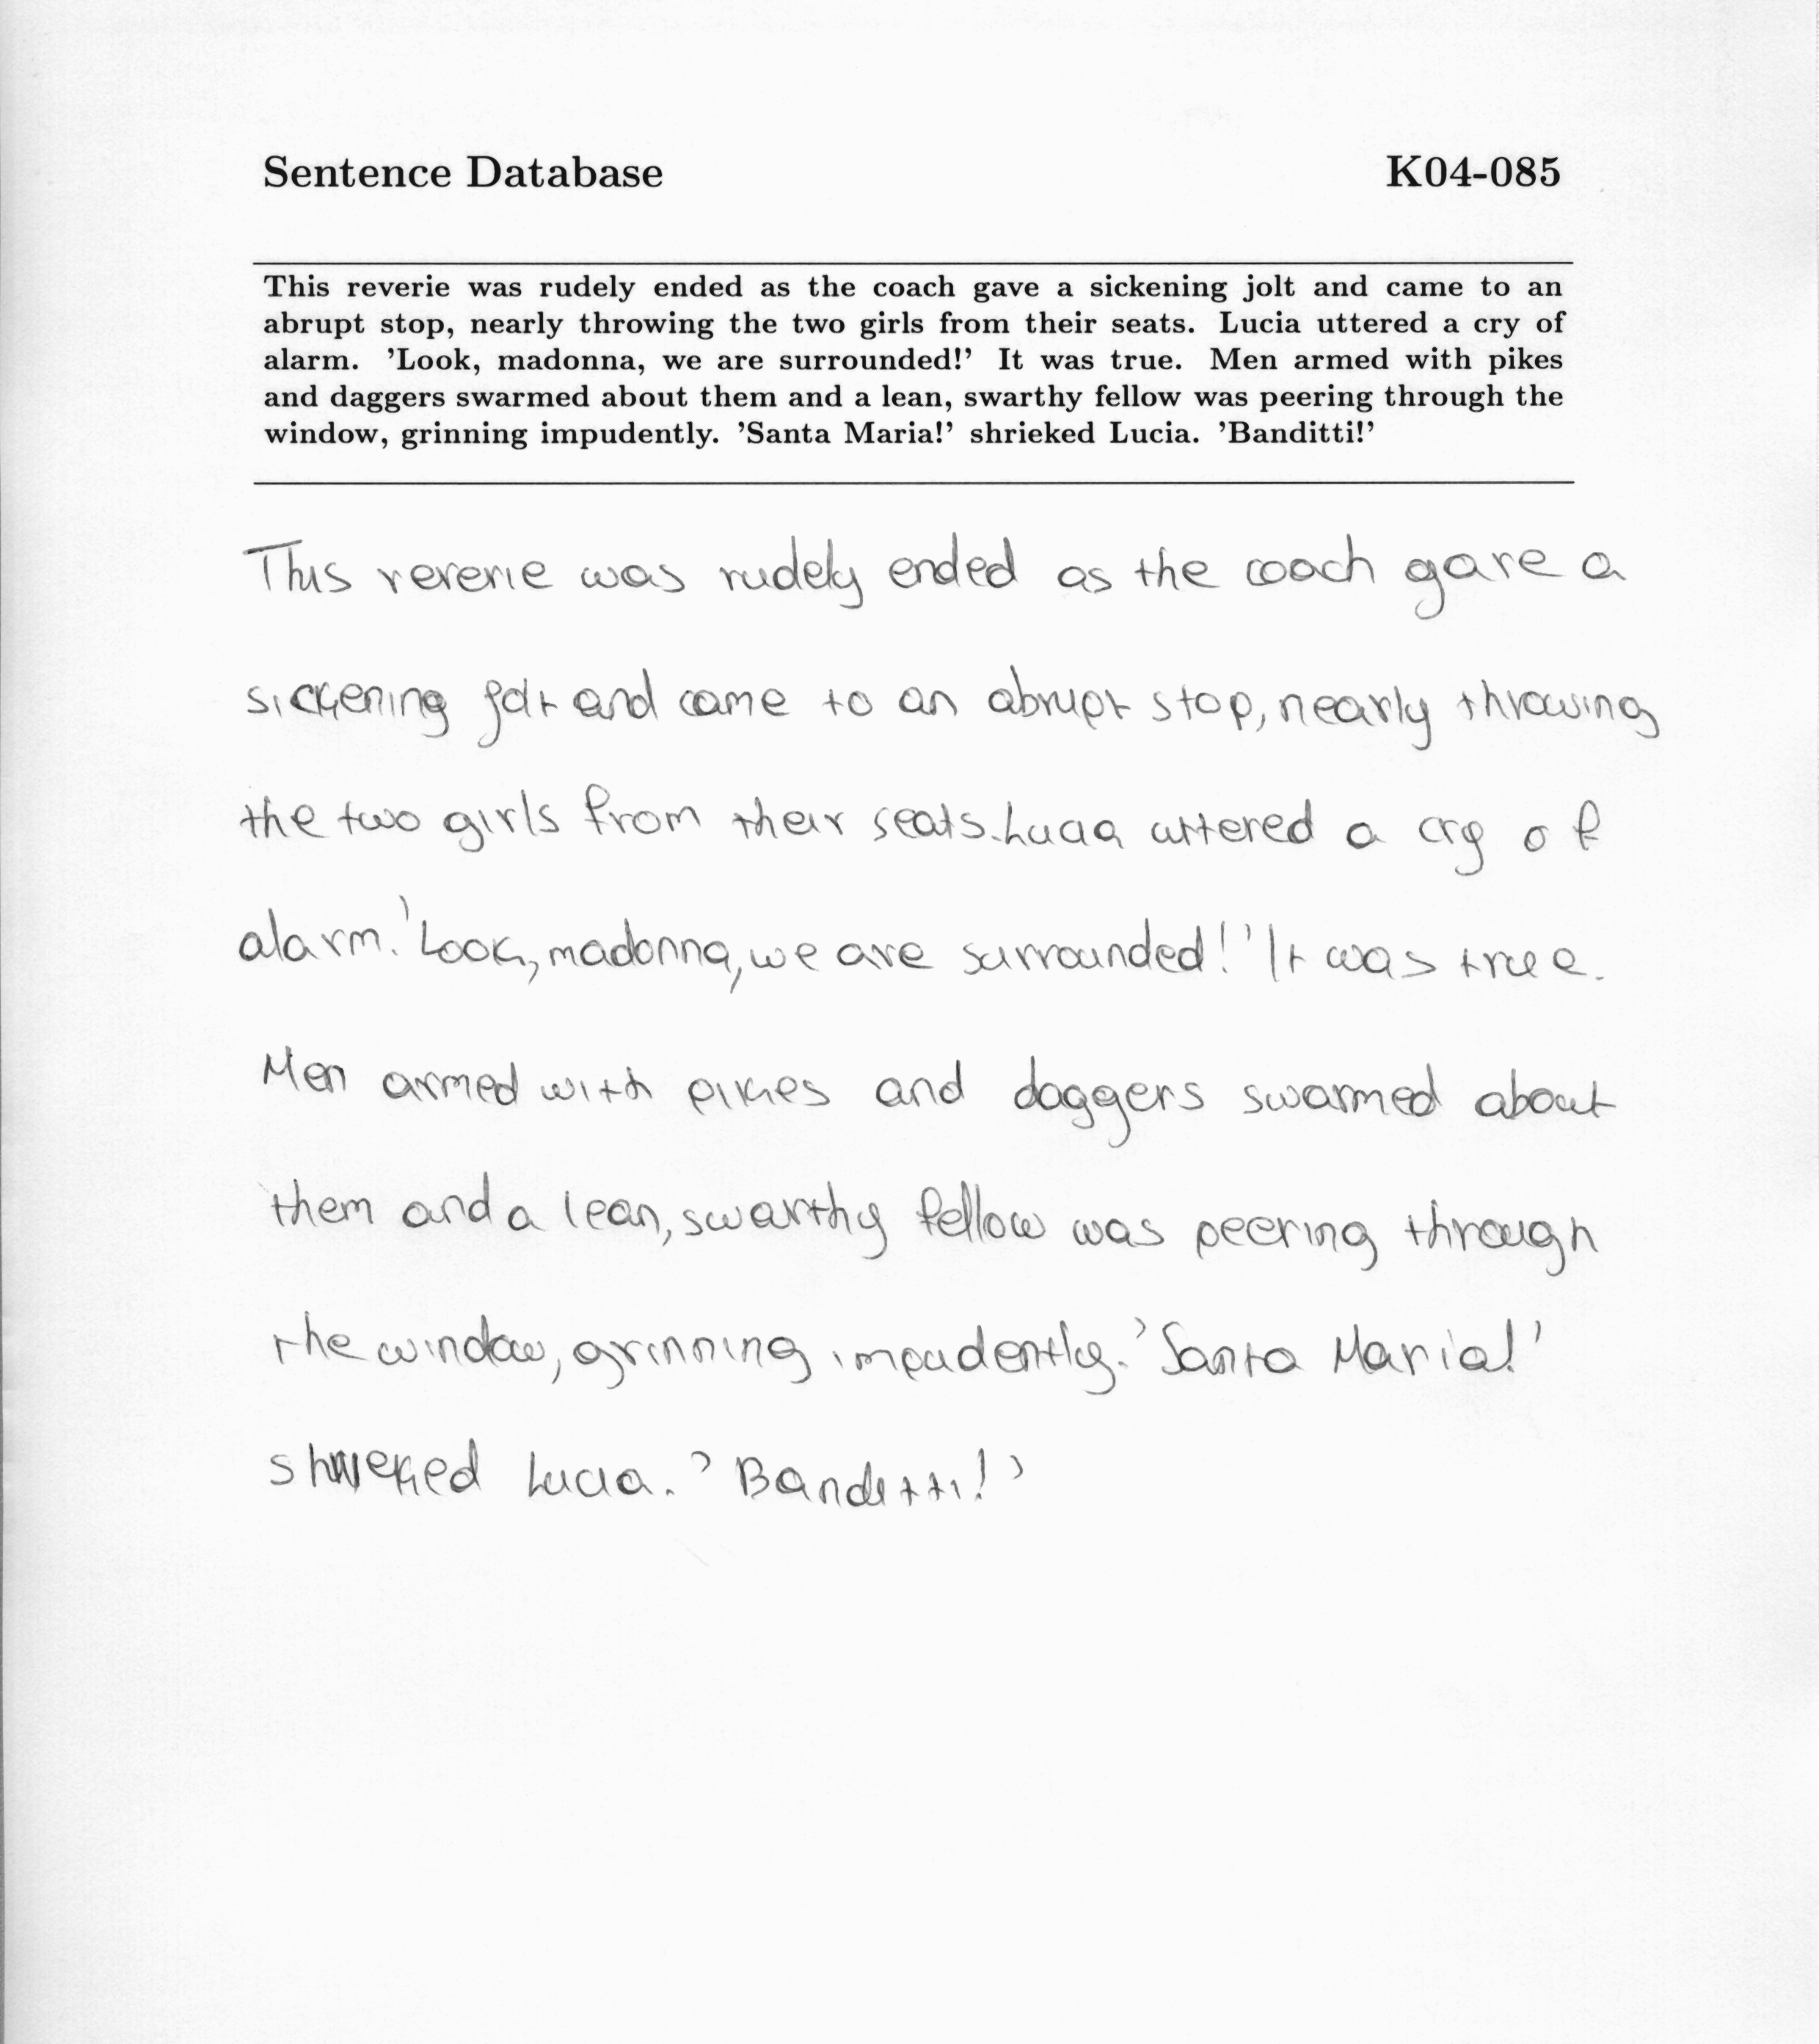 Sentence Database K04-085
This reverie was rudely ended as the coach gave a sickening jolt and came to an
abrupt stop, nearly throwing the two girls from their seats. Lucia uttered a cry of
alarm. 'Look, madonna, we are surrounded!' It was true. Men armed with pikes
and daggers swarmed about them and a lean, swarthy fellow was peering through the
window, grinning impudently. 'Santa Maria!' shrieked Lucia. 'Banditti!'
This reverie was rudely ended as the coach gave a
sickening jolt and came to an abrupt stop, nearly throwing
the two girls from their seats. Lucia uttered a cry of
alarm. 'Look, madonna, we are surrounded!' It was true.
Men armed with pikes and daggers swarmed about
them and a lean, swarthy fellow was peering through
the window, grinning impudently. 'Santa Maria!'
shrieked Lucia. 'Banditti!'